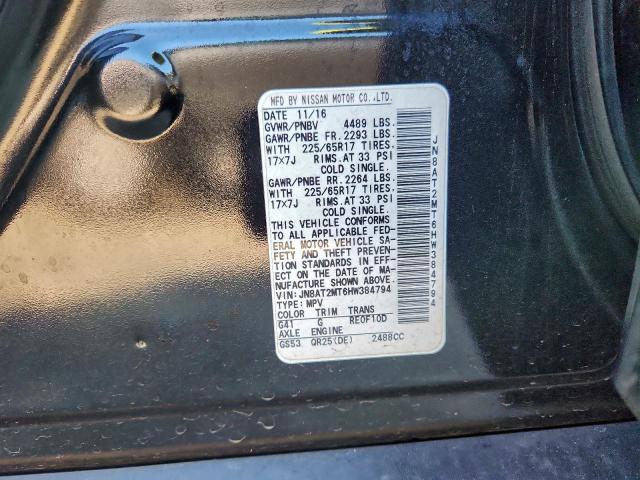 MFD BY NISSAN MOTOR CO.,LTD.
DATE 11/16
GVWR/PNBV 4489 LBS.
GAWR/PNBE FR. 2293 LBS.
WITH 225/65R17 TIRES.
17×7J RIMS. AT 33 PSI
COLD SINGLE.
GAWR/PNBE RR. 2264 LBS.
WITH 225/65R17 TIRES.
17×7J RIMS. AT 33 PSI
COLD SINGLE.
THIS VEHICLE CONFORMS
TO ALL APPLICABLE FED-
ERAL MOTOR VEHICLE SA-
FETY AND THEFT PREVEN-
TION STANDARDS IN EFF-
ECT ON THE DATE OF MA-
NUFACTURE SHOWN ABOVE
VIN: JN8AT2MT6HW384794
TYPE: MPV
COLOR TRIM TRANS
G41 G RE0F10D
AXLE ENGINE
GS53 QR25(DE) 2488CC
JN8AT2MT6HW384794